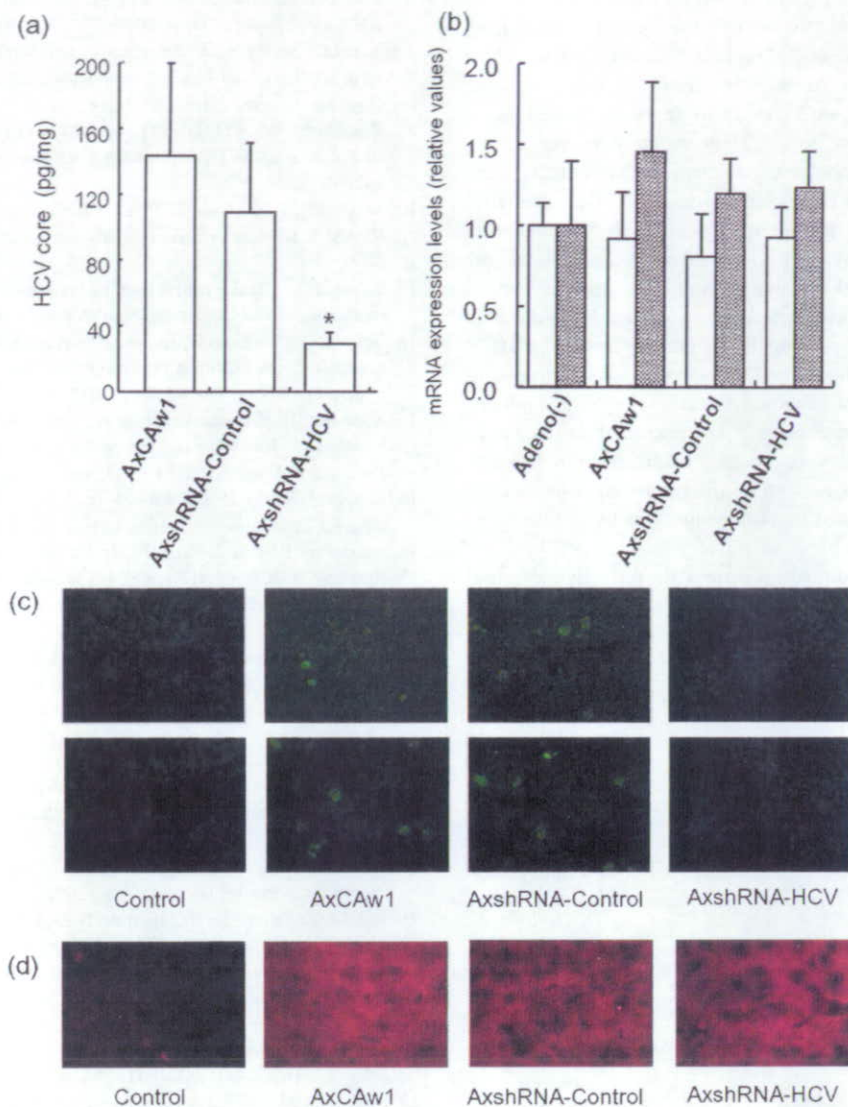 (a)
HCV core (pg/mg)
200
160
120
80
40
0
*
AxCAw1
AxshRNA-Control
AxshRNA-HCV
(b)
mRNA expression levels (relative values)
2.0
1.5
1.0
0.5
0.0
Adeno(-)
AxCAw1
AxshRNA-Control
AxshRNA-HCV
(c)
Control
AxCAw1
AxshRNA-Control
AxshRNA-HCV
(d)
Control
AxCAw1
AxshRNA-Control
AxshRNA-HCV